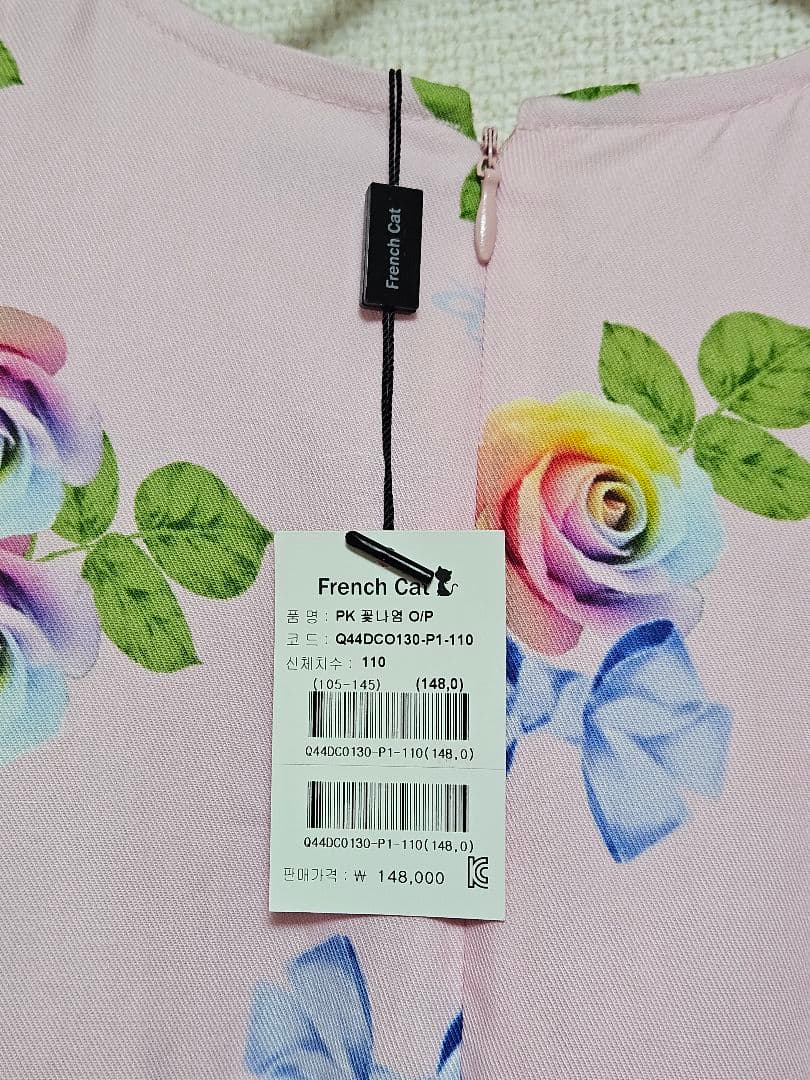 French Cat
French Cat
품 명 : PK 꽃나염 O/P
코 드 : Q44DCO130-P1-110
신체치수 : 110
(105-145) (148,0)
Q44DCO130-P1-110(148,0)
Q44DCO130-P1-110(148,0)
판매가격 : ₩ 148,000